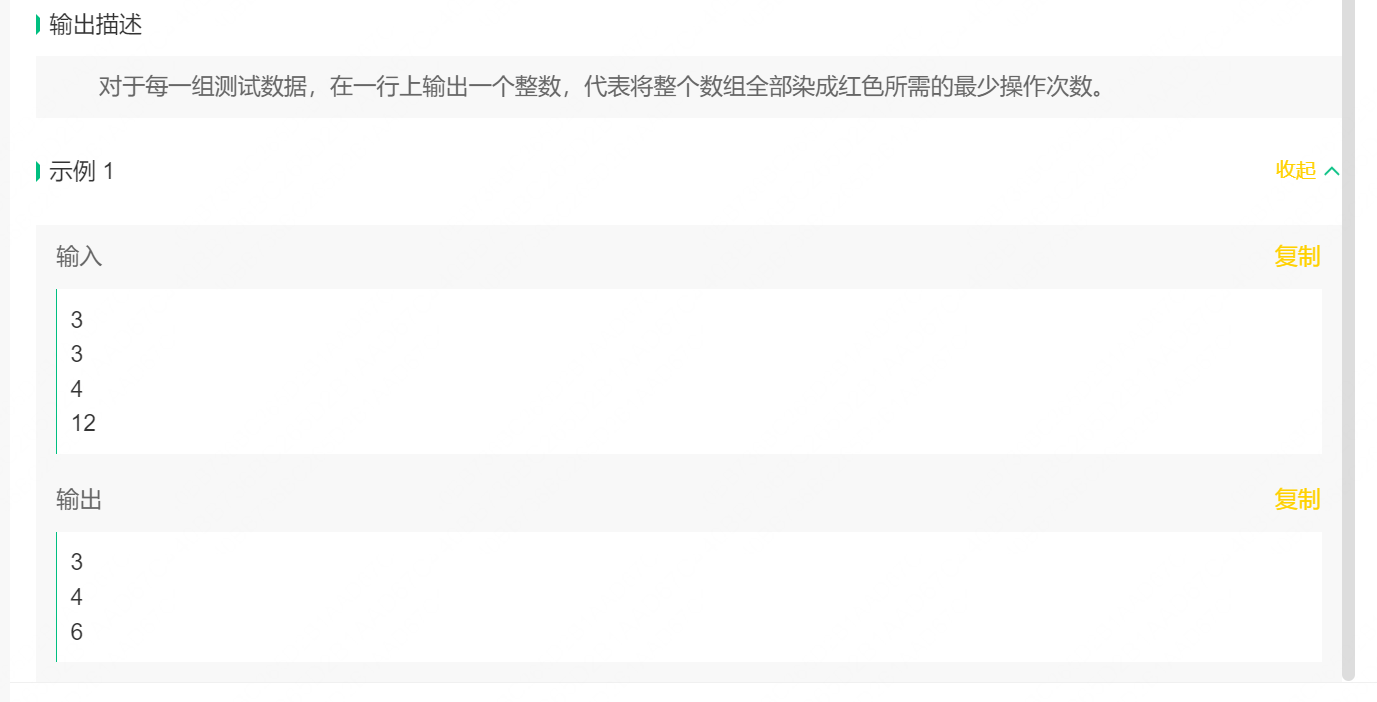 输出描述
对于每一组测试数据，在一行上输出一个整数，代表将整个数组全部染成红色所需的最少操作次数。
示例 1
收起
输入
复制
3
3
4
12
输出
复制
3
4
6